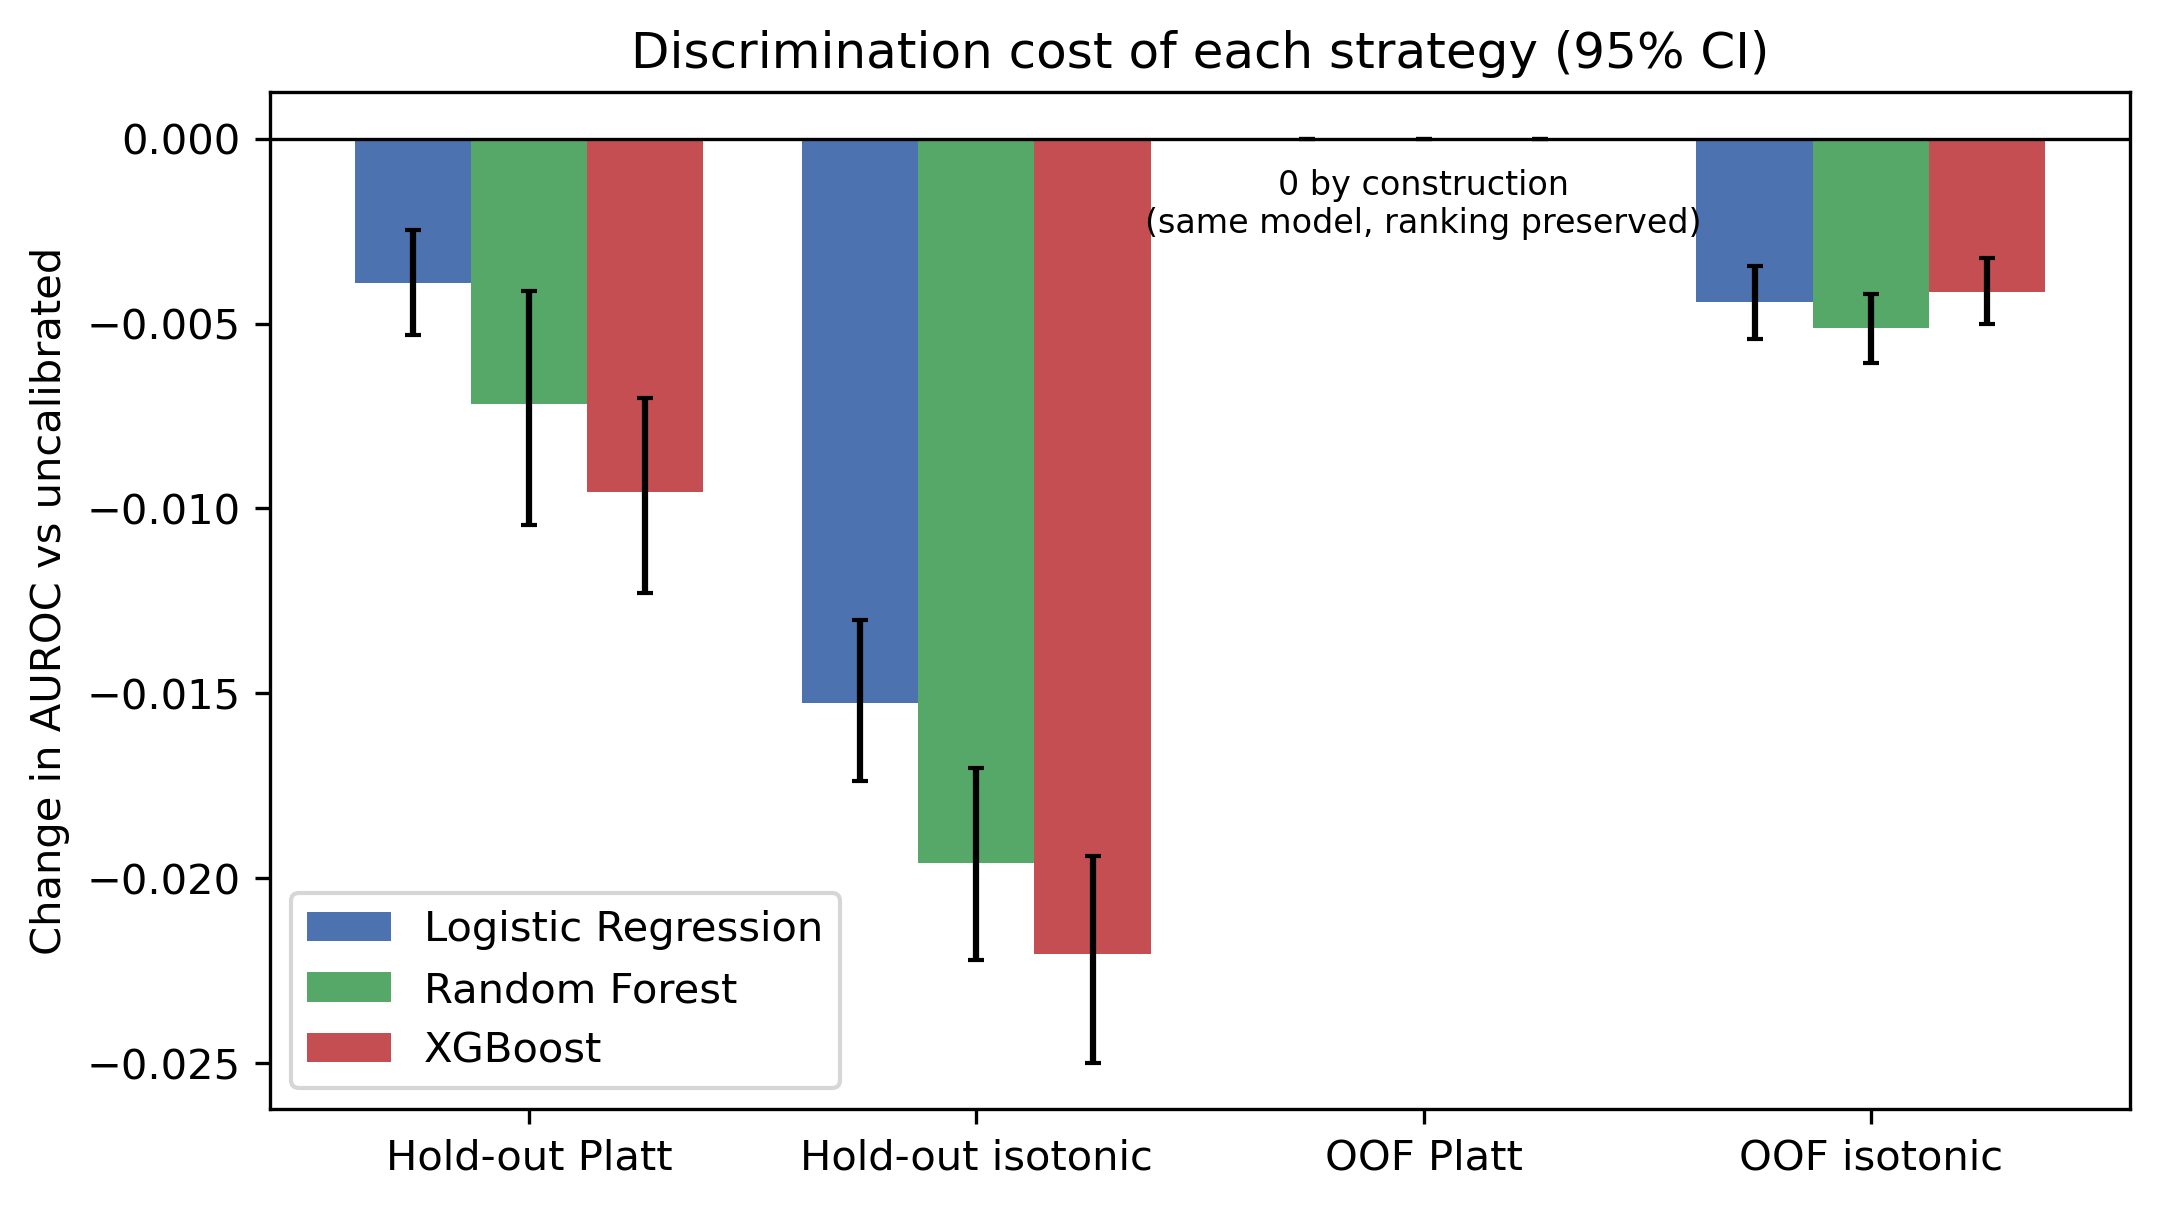 Discrimination cost of each strategy (95% CI)
Change in AUROC vs uncalibrated
0.000
−0.005
−0.010
−0.015
−0.020
−0.025
0 by construction
(same model, ranking preserved)
Logistic Regression
Random Forest
XGBoost
Hold-out Platt
Hold-out isotonic
OOF Platt
OOF isotonic